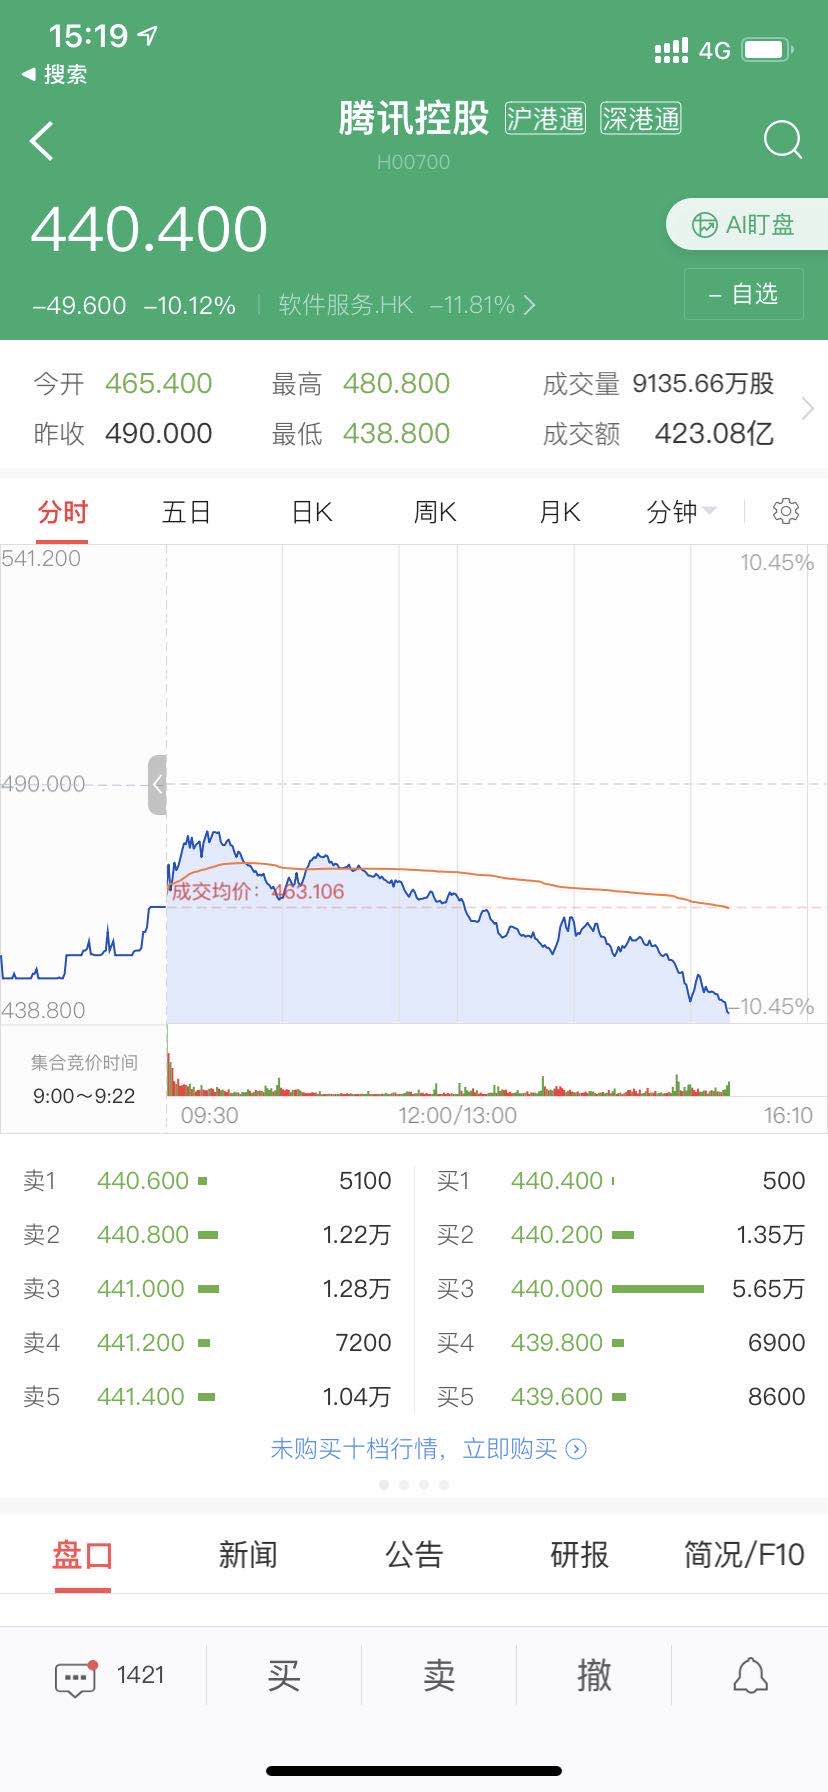 15:19 4G
搜索
腾讯控股 沪港通 深港通
H00700
440.400
AI盯盘
-49.600 -10.12% 软件服务.HK -11.81%
- 自选
今开 465.400 最高 480.800 成交量 9135.66万股
昨收 490.000 最低 438.800 成交额 423.08亿
分时 五日 日K 周K 月K 分钟
541.200 10.45%
490.000
成交均价：463.106
438.800 -10.45%
集合竞价时间
9:00～9:22
09:30 12:00/13:00 16:10
卖1 440.600 5100 买1 440.400 500
卖2 440.800 1.22万 买2 440.200 1.35万
卖3 441.000 1.28万 买3 440.000 5.65万
卖4 441.200 7200 买4 439.800 6900
卖5 441.400 1.04万 买5 439.600 8600
未购买十档行情，立即购买
盘口 新闻 公告 研报 简况/F10
1421 买 卖 撤